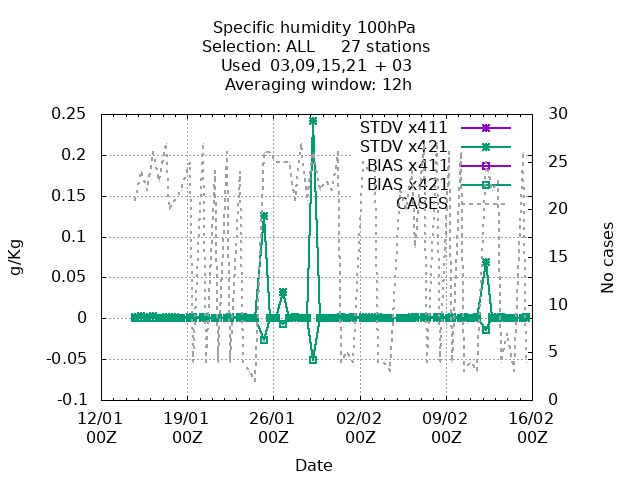 Specific humidity 100hPa
Selection: ALL 27 stations
Used 03,09,15,21 + 03
Averaging window: 12h
g/Kg
0.25
0.2
0.15
0.1
0.05
0
-0.05
-0.1
STDV x411
STDV x421
BIAS x411
BIAS x421
CASES
30
25
20
15
10
5
0
No cases
12/01 19/01 26/01 02/02 09/02 16/02
00Z 00Z 00Z 00Z 00Z 00Z
Date